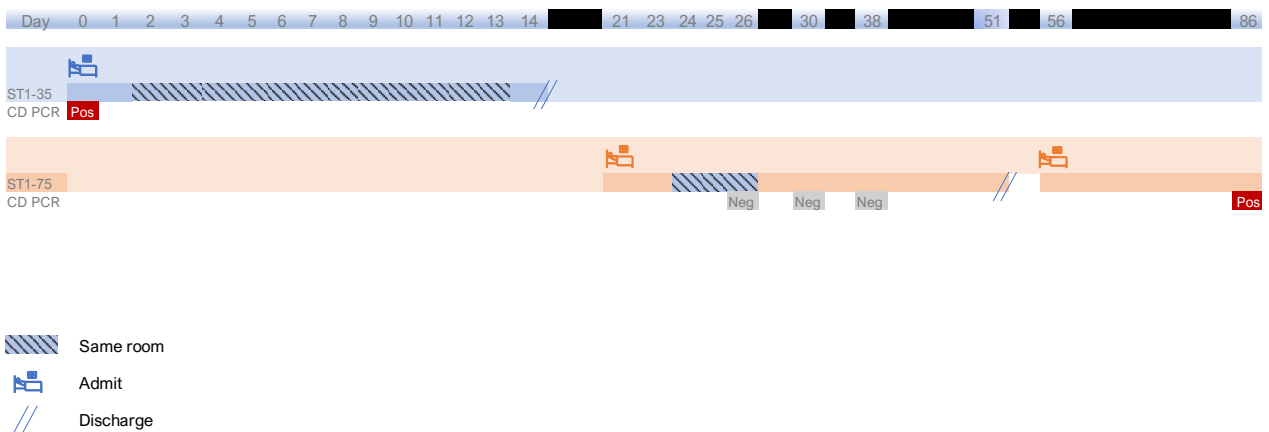 Day 0 1 2 3 4 5 6 7 8 9 10 11 12 13 14 21 23 24 25 26 30 38 51 56 86
ST1-35
CD PCR Pos
ST1-75
CD PCR Neg Neg Neg Pos
Same room
Admit
Discharge